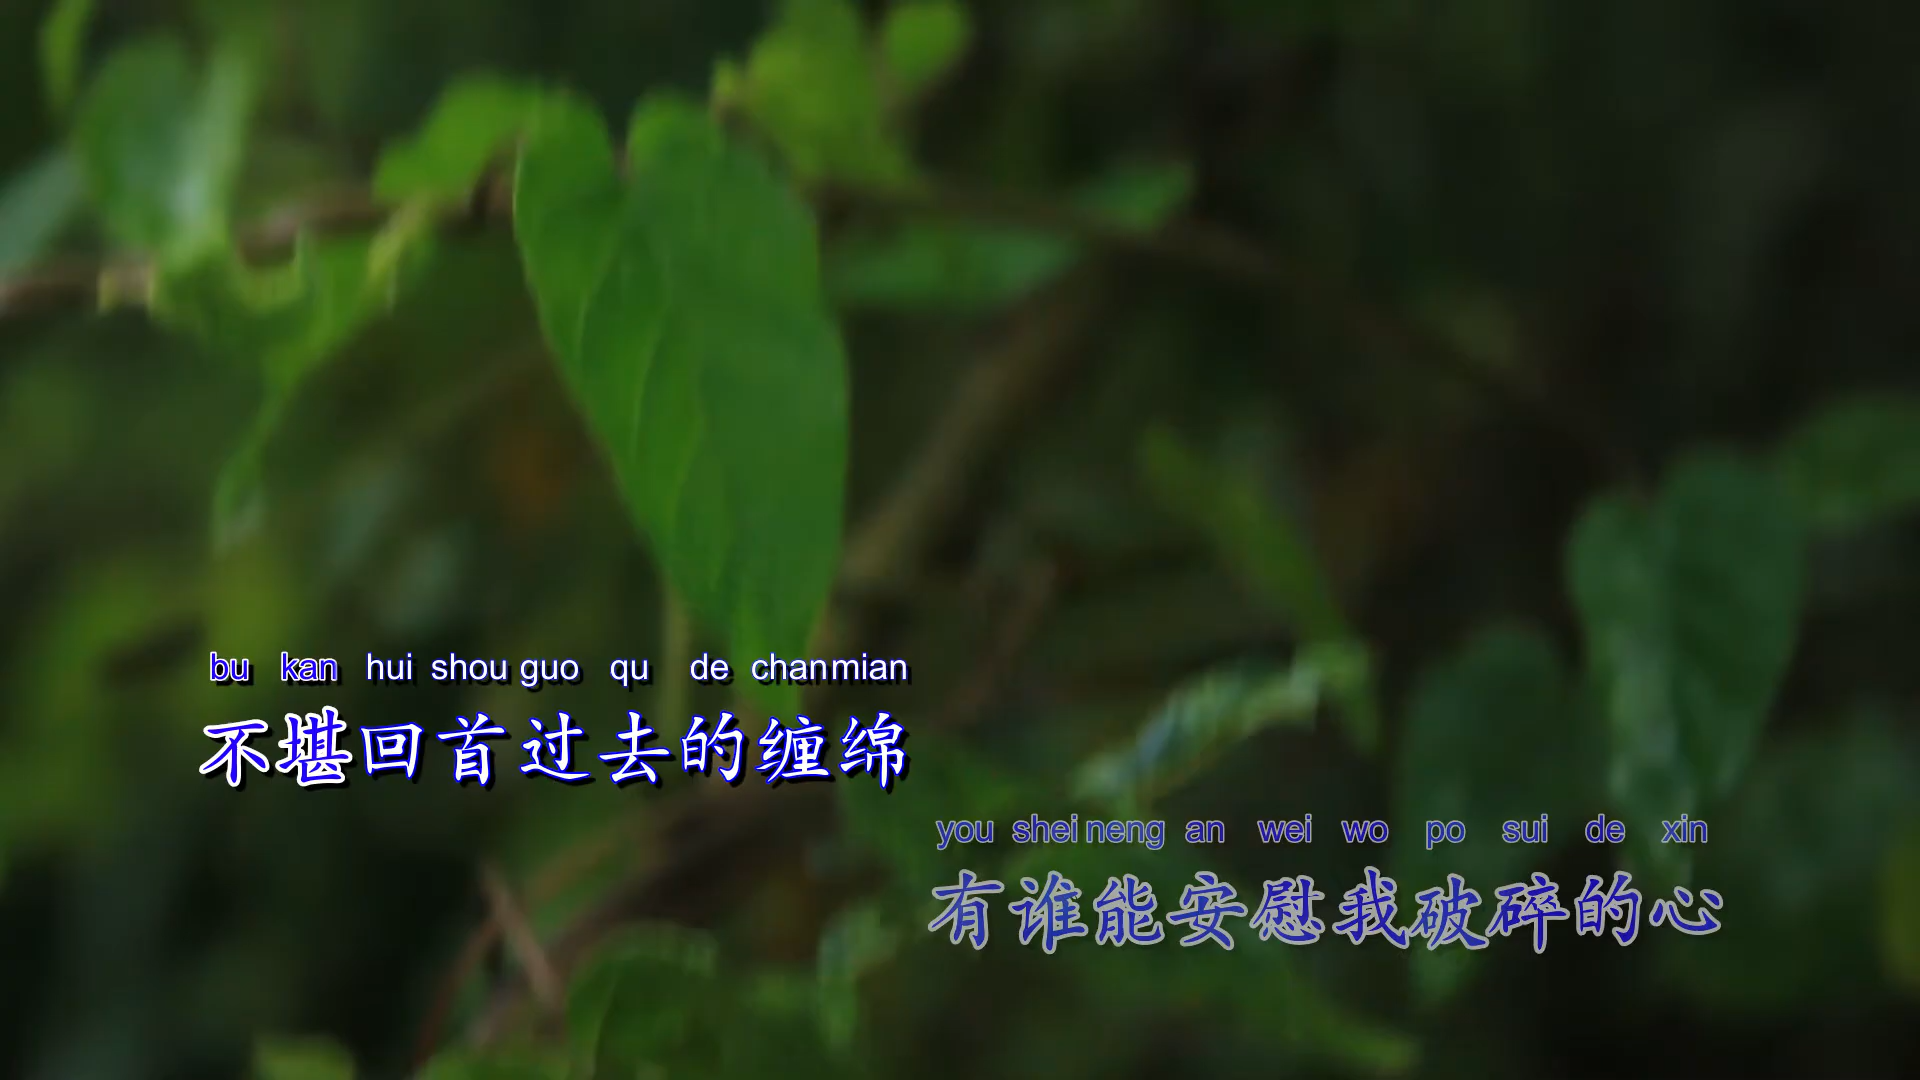 bu kan hui shou guo qu de chanmian
不堪回首过去的缠绵
you shei neng an wei wo po sui de xin
有谁能安慰我破碎的心